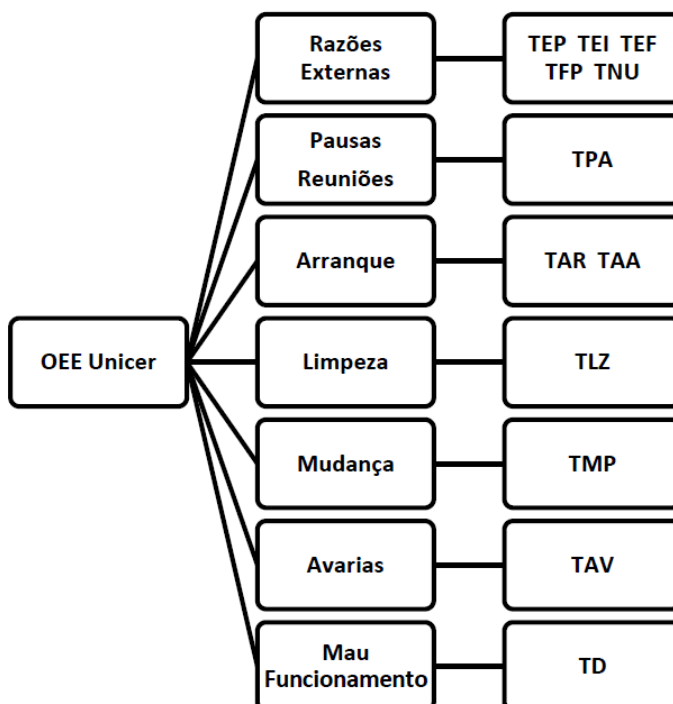 OEE Unicer
Razões
Externas
TEP TEI TEF
TFP TNU
Pausas
Reuniões
TPA
Arranque
TAR TAA
Limpeza
TLZ
Mudança
TMP
Avarias
TAV
Mau
Funcionamento
TD